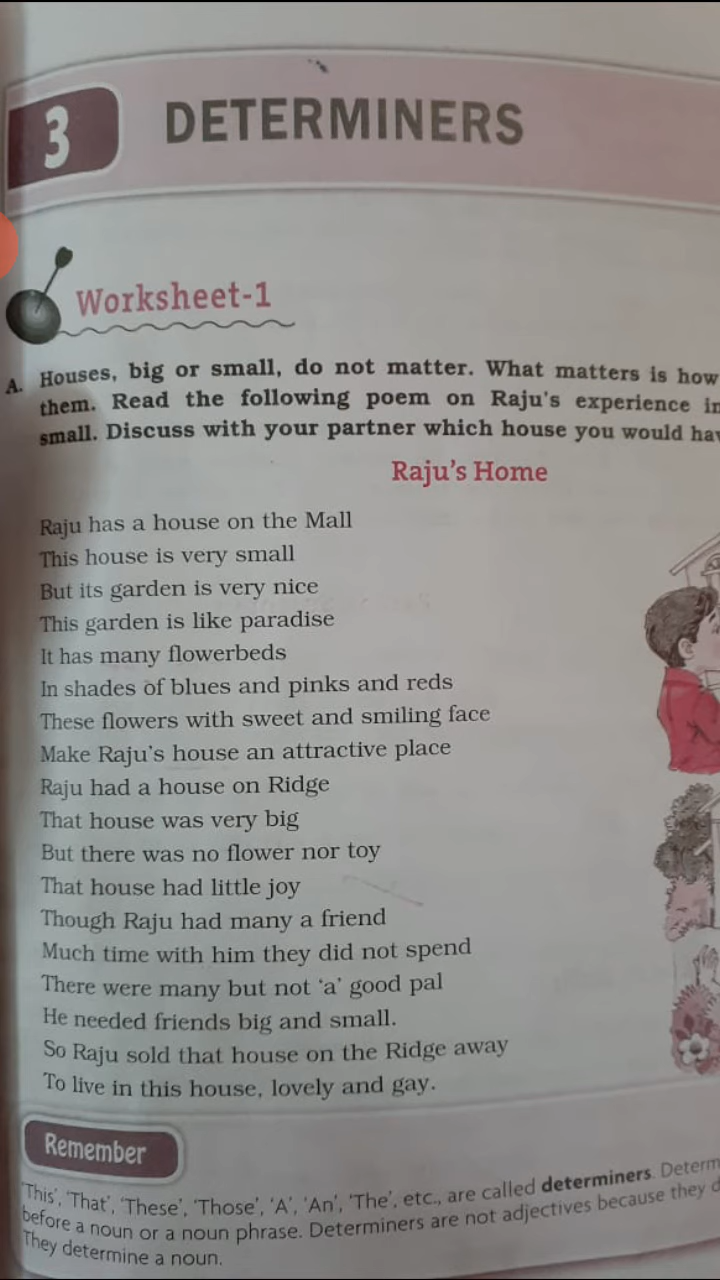 3 DETERMINERS
Worksheet-1
A. Houses, big or small, do not matter. What matters is how
them. Read the following poem on Raju's experience in
small. Discuss with your partner which house you would
Raju's Home
Raju has a house on the Mall
This house is very small
But its garden is very nice
This garden is like paradise
It has many flowerbeds
In shades of blues and pinks and reds
These flowers with sweet and smiling face
Make Raju's house an attractive place
Raju had a house on Ridge
That house was very big
But there was no flower nor toy
That house had little joy
Though Raju had many a friend
Much time with him they did not spend
There were many but not 'a' good pal
He needed friends big and small.
So Raju sold that house on the Ridge away
To live in this house, lovely and gay.
Remember
'This', 'That', 'These', 'Those', 'A', 'An', 'The', etc., are called determiners.
before a noun or a noun phrase. Determiners are not adjectives because they
They determine a noun.